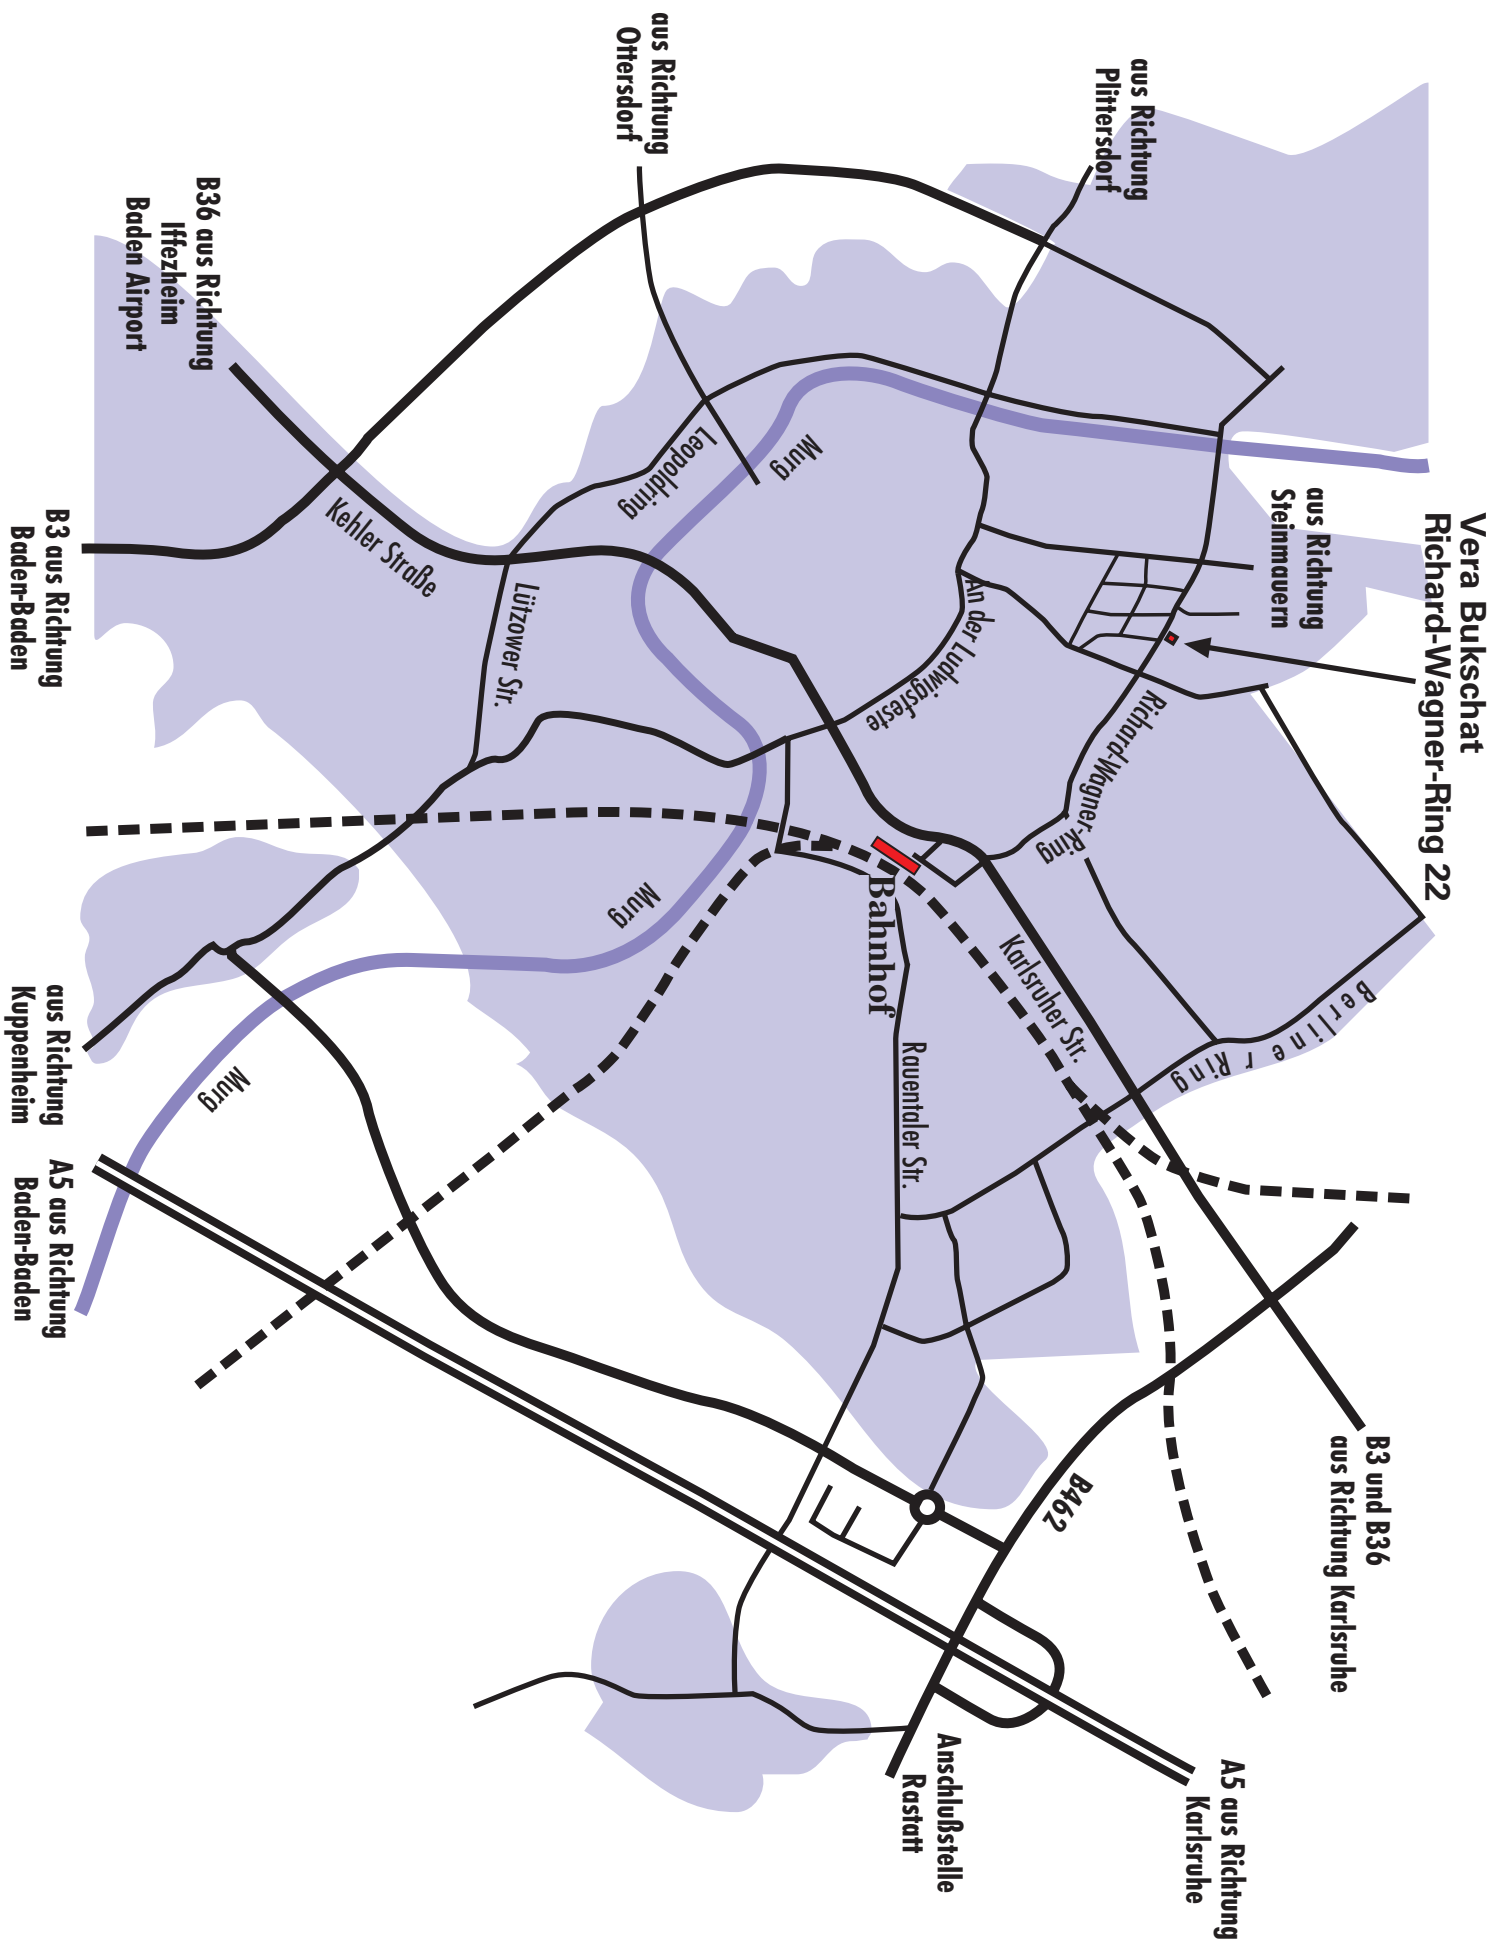 Vera Bukschat
Richard-Wagner-Ring 22
aus Richtung
Steinmauern
aus Richtung
Plittersdorf
aus Richtung
Ottersdorf
B36 aus Richtung
Iffezheim
Baden Airport
B3 aus Richtung
Baden-Baden
Kehler Straße
Leopoldring
Murg
Lützower Str.
An der Ludwigsfeste
Richard-Wagner-Ring
Murg
Bahnhof
Karlsruher Str.
Berliner Ring
Rauentaler Str.
aus Richtung
Kuppenheim
Murg
A5 aus Richtung
Baden-Baden
B3 und B36
aus Richtung Karlsruhe
B462
Anschlußstelle
Rastatt
A5 aus Richtung
Karlsruhe